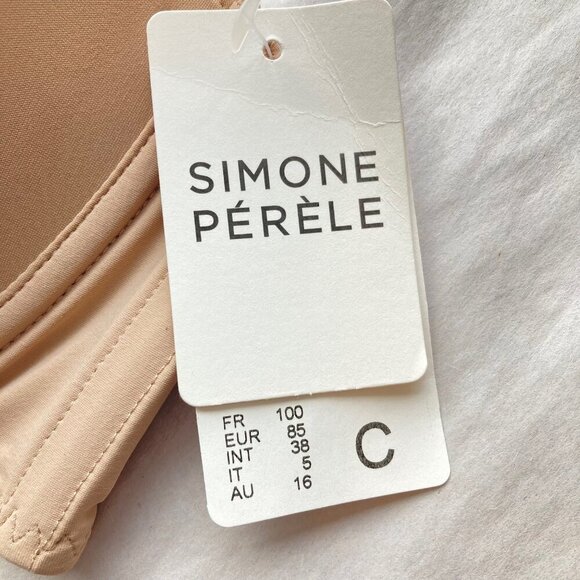 SIMONE
PÉRÈLE
FR 100
EUR 85
INT 38
IT 5
AU 16
C